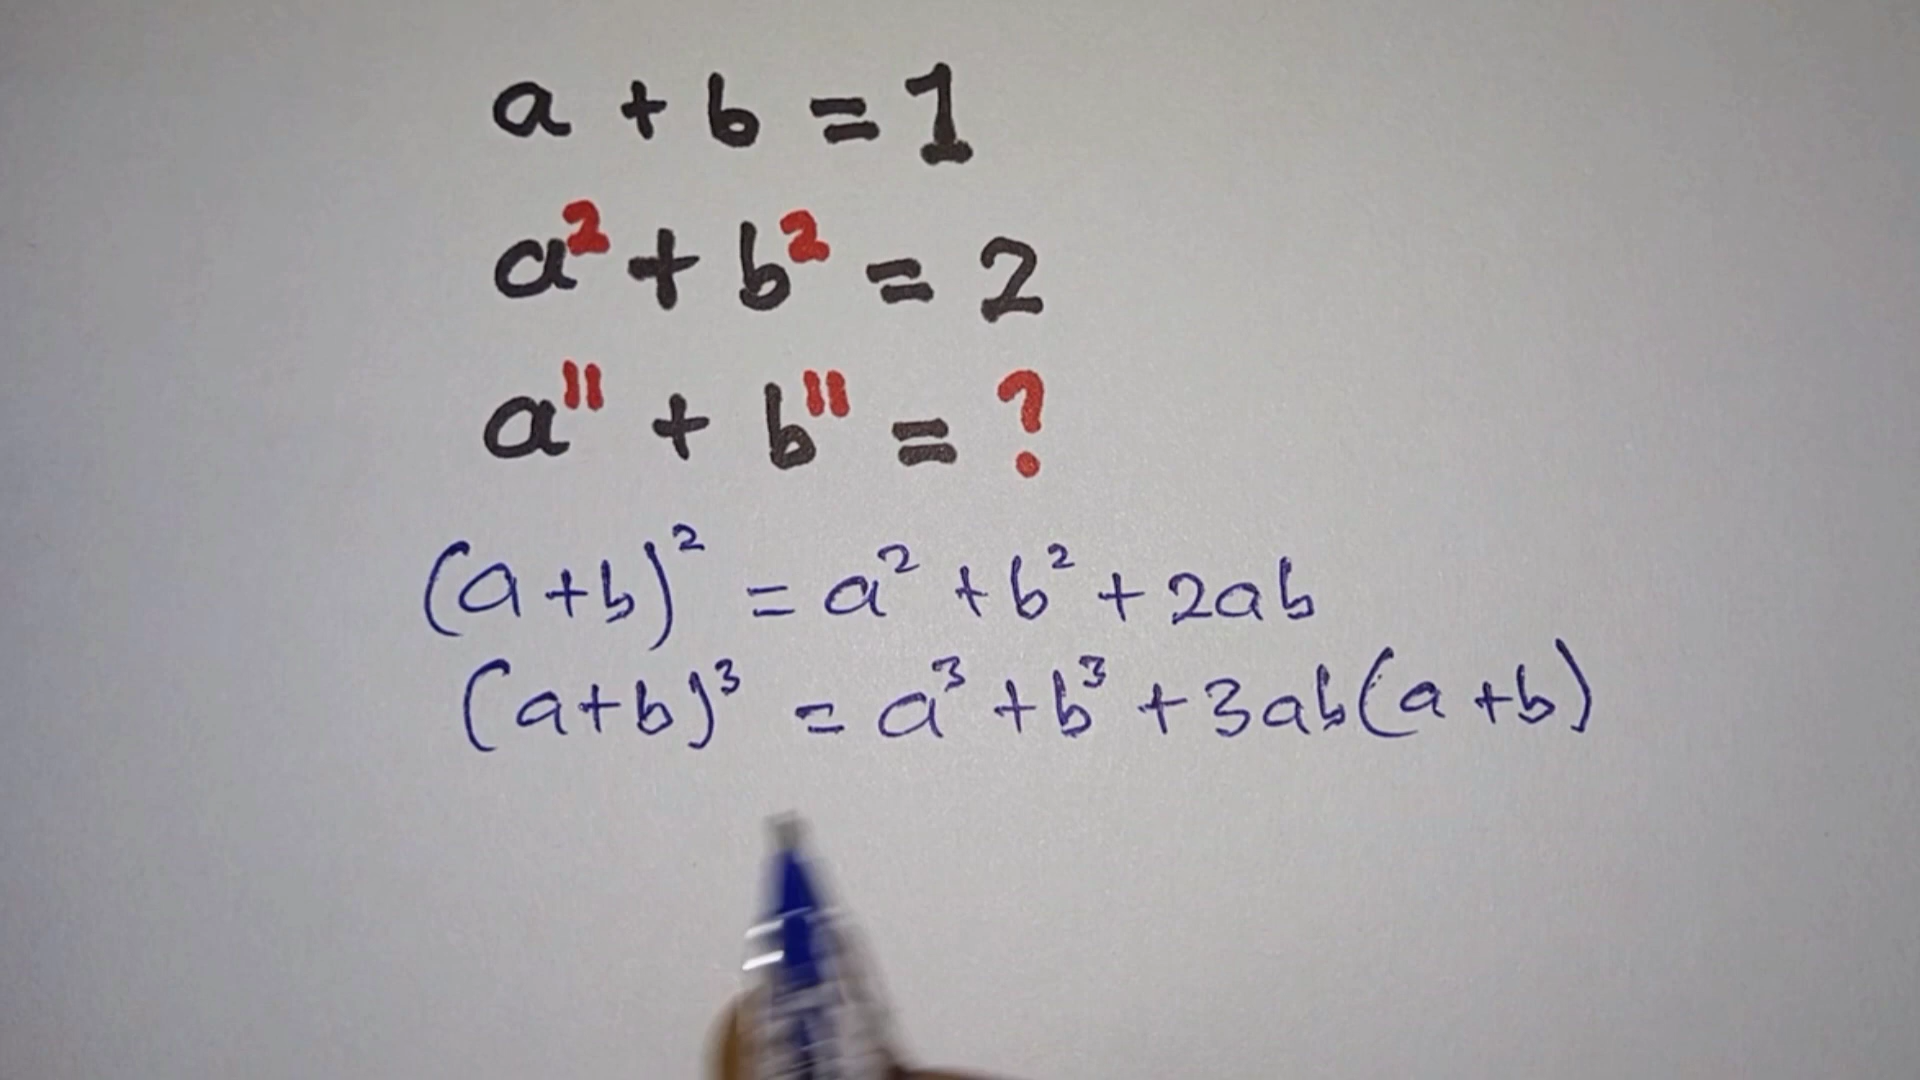 a + b = 1
a² + b² = 2
a¹¹ + b¹¹ = ?
(a+b)² = a² + b² + 2ab
(a+b)³ = a³ + b³ + 3ab(a+b)